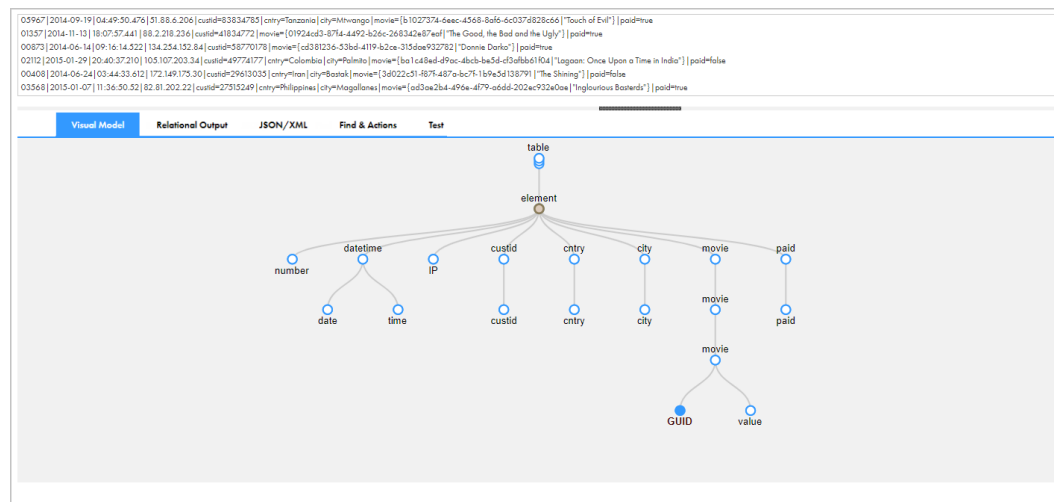 05967|2014-09-19|04:49:50.476|51.88.6.206|custid=83834785|cntry=Tanzania|city=Mtwango|movie={b1027374-6eec-4568-8af6-6c037d828c66|"Touch of Evil"}|paid=true
01357|2014-11-13|18:07:57.441|88.2.218.236|custid=41834772|movie={01924cd3-87f4-4492-b26c-268342e87eaf|"The Good, the Bad and the Ugly"}|paid=true
00873|2014-06-14|09:16:14.522|134.254.152.84|custid=58770178|movie={cd381236-53bd-4119-b2ca-315dae932782|"Donnie Darko"}|paid=true
02112|2015-01-29|20:40:37.210|105.107.203.34|custid=49774177|cntry=Colombia|city=Palmito|movie={ba1c48ed-d9ac-4bcb-be5d-cf3afbb61f04|"Lagaan: Once Upon a Time in India"}|paid=false
00408|2014-06-24|03:44:33.612|172.149.175.30|custid=29613035|cntry=Iran|city=Bastak|movie={3d022c51-f87f-487a-bc7f-1b9e5d138791|"The Shining"}|paid=false
03568|2015-01-07|11:36:50.52|82.81.202.22|custid=27515249|cntry=Philippines|city=Magallanes|movie={ad3ae2b4-496e-4f79-a6dd-202ec932e0ae|"Inglourious Basterds"}|paid=true
Visual Model Relational Output JSON/XML Find & Actions Test
table
element
datetime custid cntry city movie paid
number IP
movie
date time custid cntry city paid
movie
GUID value